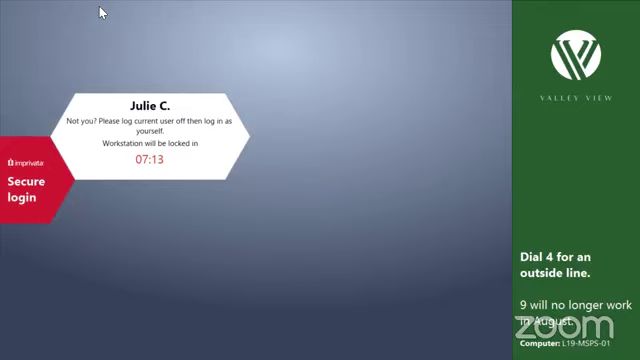 Julie C.
Not you? Please log current user off then log in as
yourself.
Workstation will be locked in
07:13
imprivata
Secure
login
VALLEY VIEW
Dial 4 for an
outside line.
9 will no longer work
in August.
zoom
Computer: L19-MSPS-01